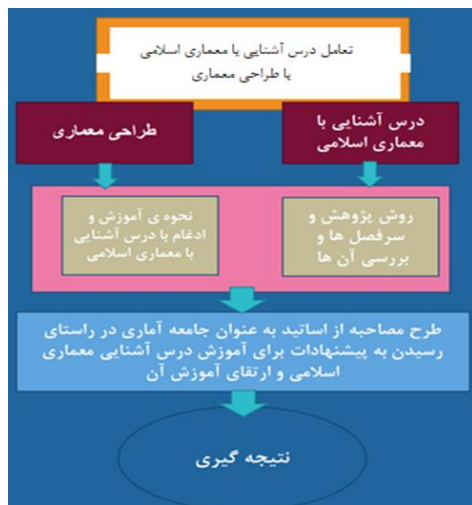 تعامل درس آشنایی یا معماری اسلامی
یا طراحی معماری
درس آشنایی با
معماری اسلامی
طراحی معماری
روش پژوهش و
سرفصل ها و
بررسی آن ها
نحوه ی آموزش و
ادغام با درس آشنایی
با معماری اسلامی
طرح مصاحبه از اساتید به عنوان جامعه آماری در راستای
رسیدن به پیشنهادات برای آموزش درس آشنایی معماری
اسلامی و ارتقای آموزش آن
نتیجه گیری